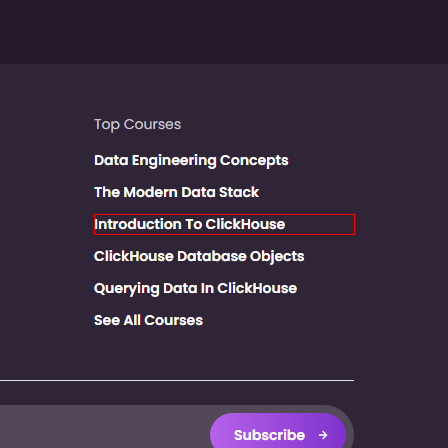 Top Courses
Data Engineering Concepts
The Modern Data Stack
Introduction To ClickHouse
ClickHouse Database Objects
Querying Data In ClickHouse
See All Courses
Subscribe →